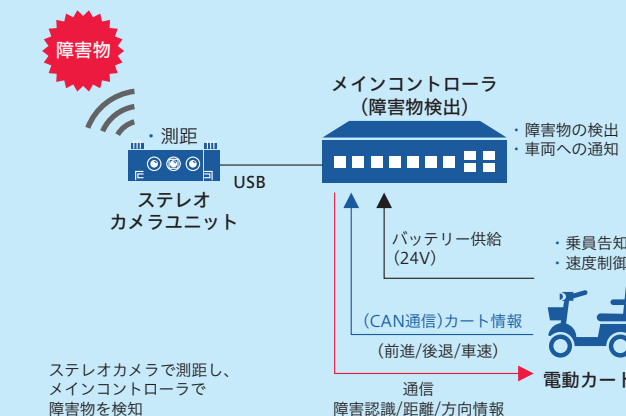 障害物
メインコントローラ
（障害物検出）
・測距
・障害物の検出
・車両への通知
USB
ステレオ
カメラユニット
バッテリー供給
（24V）
・乗員告知
・速度制御
（CAN通信）カート情報
（前進/後退/車速）
電動カート
通信
障害認識/距離/方向情報
ステレオカメラで測距し、
メインコントローラで
障害物を検知